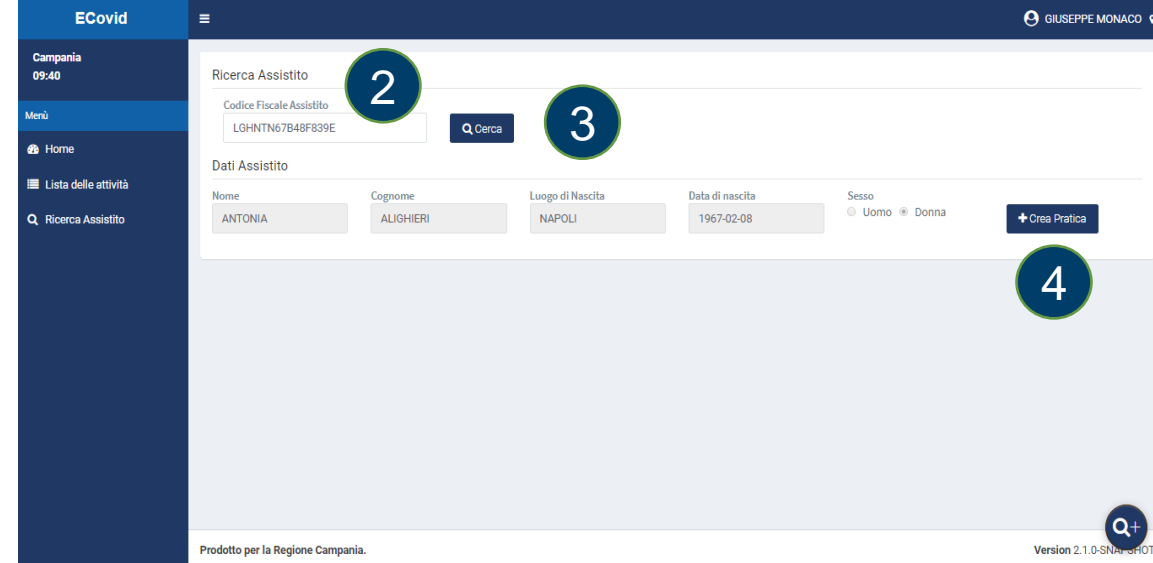 ECovid
GIUSEPPE MONACO
Campania
09:40
Menù
Home
Lista delle attività
Ricerca Assistito
Ricerca Assistito
2
Codice Fiscale Assistito
LGHNTN67B48F839E
Cerca
3
Dati Assistito
Nome Cognome Luogo di Nascita Data di nascita Sesso
ANTONIA ALIGHIERI NAPOLI 1967-02-08 Uomo Donna
Crea Pratica
4
Prodotto per la Regione Campania.
Version 2.1.0-SNAPSHOT